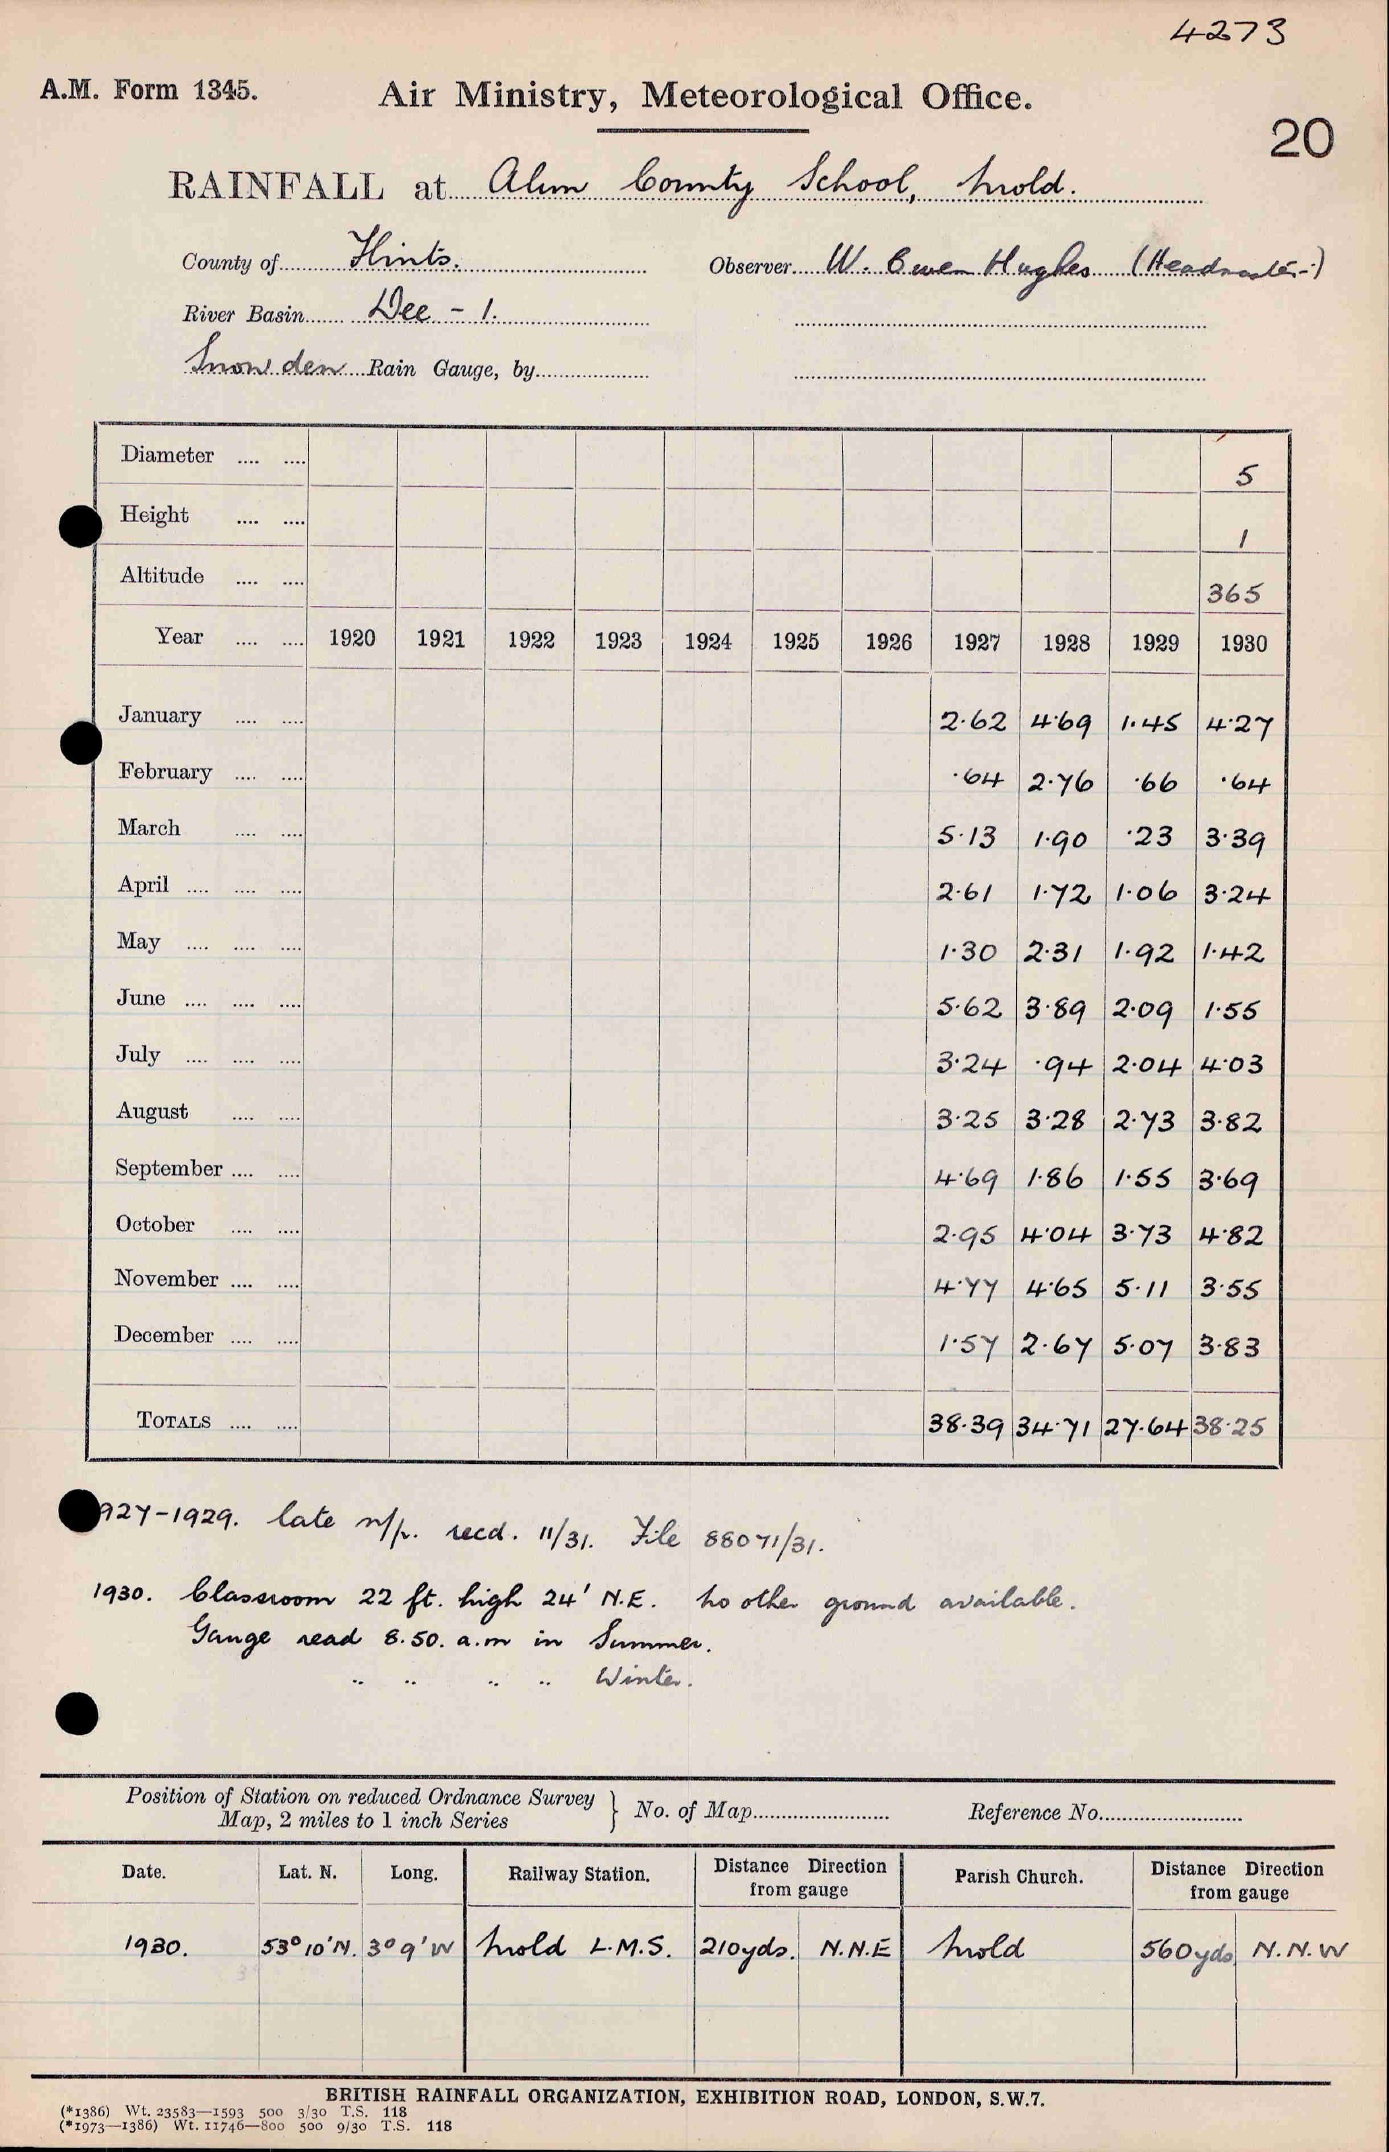 4273
A.M. Form 1345.
Air Ministry, Meteorological Office.
20
RAINFALL at Alun County School, Mold.
County of Flints. Observer W. Owen Hughes (Headmaster)
River Basin Dee - 1.
Snowden Rain Gauge, by
Diameter .... .... 5
Height .... .... 1
Altitude .... .... 365
Year .... .... 1920 1921 1922 1923 1924 1925 1926 1927 1928 1929 1930
January .... .... 2.62 4.69 1.45 4.27
February .... .... .64 2.76 .66 .64
March .... .... 5.13 1.90 .23 3.39
April .... .... .... 2.61 1.72 1.06 3.24
May .... .... .... 1.30 2.31 1.92 1.42
June .... .... .... 5.62 3.89 2.09 1.55
July .... .... .... 3.24 .94 2.04 4.03
August .... .... 3.25 3.28 2.73 3.82
September .... .... 4.69 1.86 1.55 3.69
October .... .... 2.95 4.04 3.73 4.82
November .... .... 4.77 4.65 5.11 3.55
December .... .... 1.57 2.67 5.07 3.83
TOTALS .... .... 38.39 34.71 27.64 38.25
927-1929. late n/p. recd. 11/31. File 88071/31.
1930. Classroom 22 ft. high 24' N.E. No other ground available.
Gauge read 8.50. a.m in Summer.
" " " " Winter.
Position of Station on reduced Ordnance Survey
Map, 2 miles to 1 inch Series } No. of Map Reference No.
Date. Lat. N. Long. Railway Station. Distance Direction from gauge Parish Church. Distance Direction from gauge
1930. 53° 10' N. 3° 9' W Mold L.M.S. 210 yds. N.N.E Mold 560 yds N.N.W
BRITISH RAINFALL ORGANIZATION, EXHIBITION ROAD, LONDON, S.W.7.
(*1386) Wt. 23583—1593 500 3/30 T.S. 118
(*1973—1386) Wt. 11746—800 500 9/30 T.S. 118